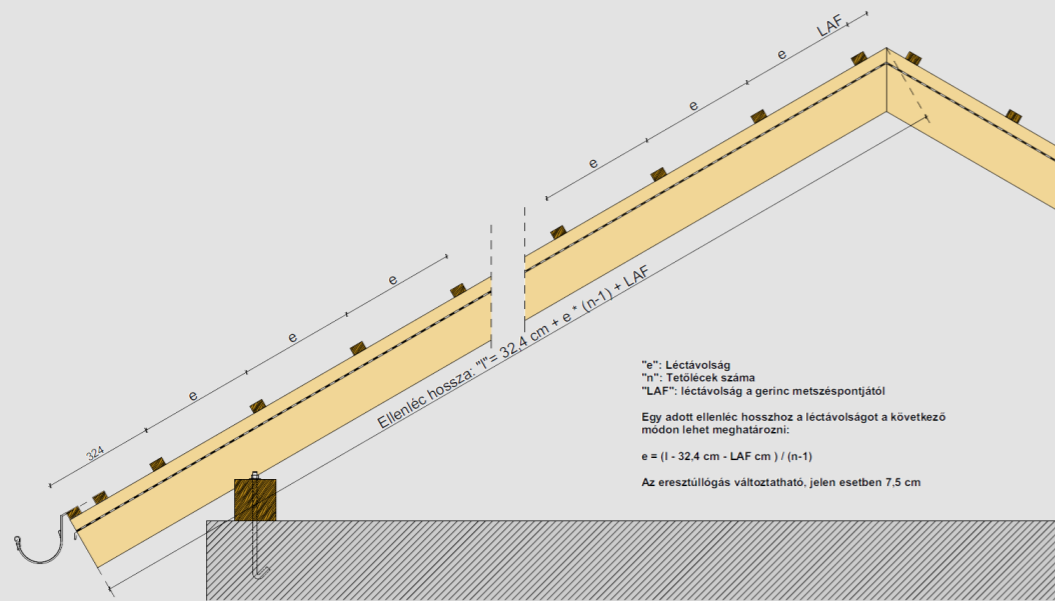 LAF
e
e
e
e
e
e
324
Ellenléc hossza: "l"= 32,4 cm + e * (n-1) + LAF
"e": Léctávolság
"n": Tetőlécek száma
"LAF": léctávolság a gerinc metszéspontjától
Egy adott ellenléc hosszhoz a léctávolságot a következő
módon lehet meghatározni:
e = (l - 32,4 cm - LAF cm ) / (n-1)
Az eresztúllógás változtatható, jelen esetben 7,5 cm